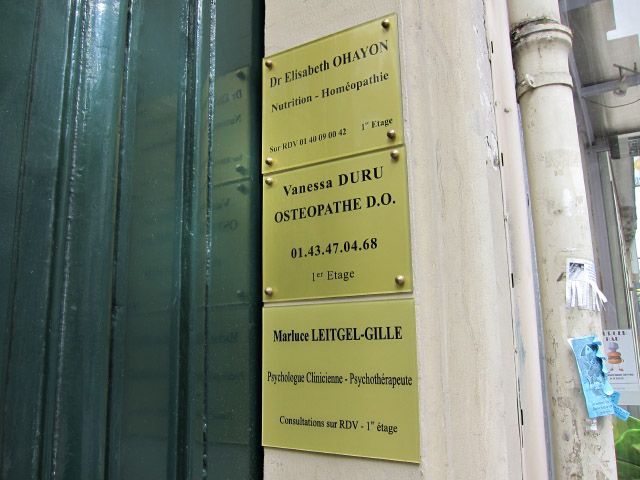 Dr Elisabeth OHAYON
Nutrition - Homéopathie
Sur RDV 01 40 09 00 42 1er Etage
Vanessa DURU
OSTEOPATHE D.O.
01.43.47.04.68
1er Etage
Marluce LEITGEL-GILLE
Psychologue Clinicienne - Psychothérapeute
Consultations sur RDV - 1er étage